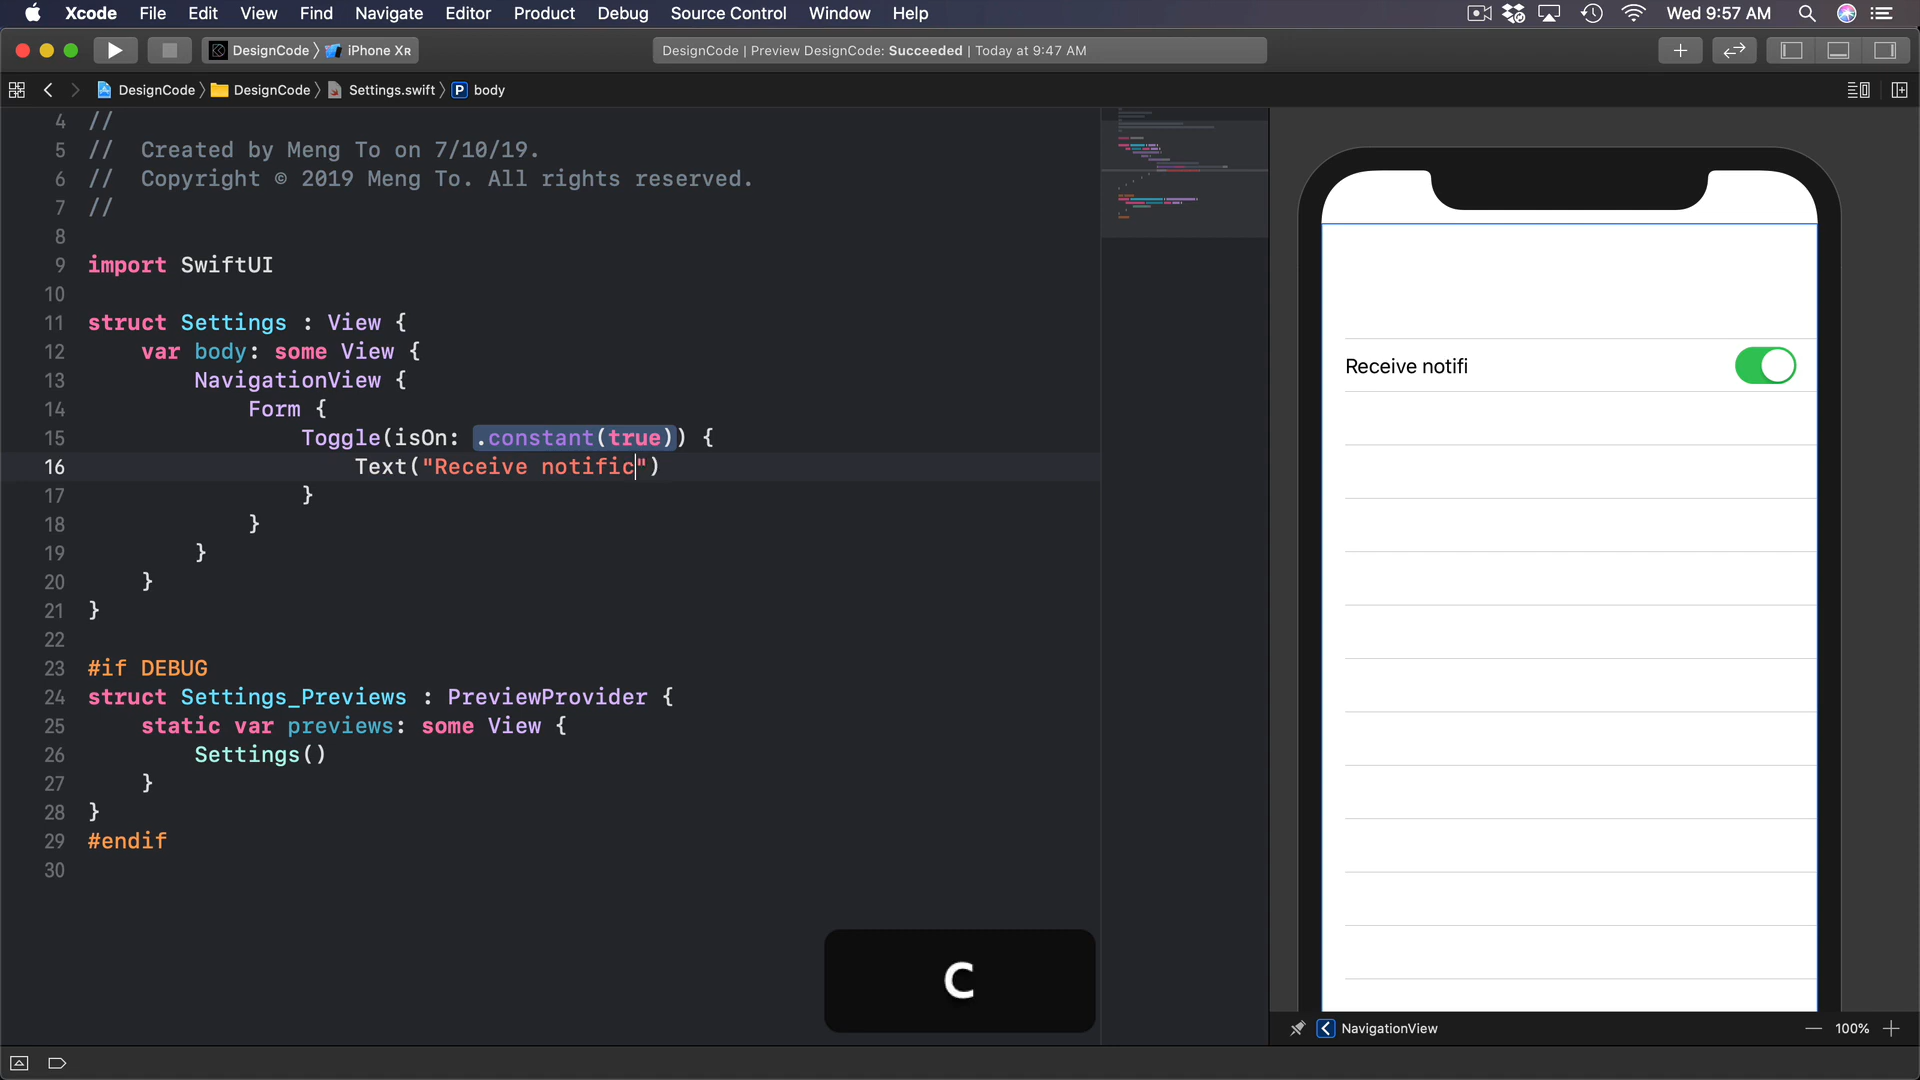 Xcode File Edit View Find Navigate Editor Product Debug Source Control Window Help Wed 9:57 AM
DesignCode 〉 iPhone Xʀ DesignCode | Preview DesignCode: Succeeded | Today at 9:47 AM
DesignCode 〉 DesignCode 〉 Settings.swift 〉 P body
4 //
5 //  Created by Meng To on 7/10/19.
6 //  Copyright © 2019 Meng To. All rights reserved.
7 //
8
9 import SwiftUI
10
11 struct Settings : View {
12     var body: some View {
13         NavigationView {
14             Form {
15                 Toggle(isOn: .constant(true)) {
16                     Text("Receive notific")
17                 }
18             }
19         }
20     }
21 }
22
23 #if DEBUG
24 struct Settings_Previews : PreviewProvider {
25     static var previews: some View {
26         Settings()
27     }
28 }
29 #endif
30
C
Receive notifi
NavigationView 100%